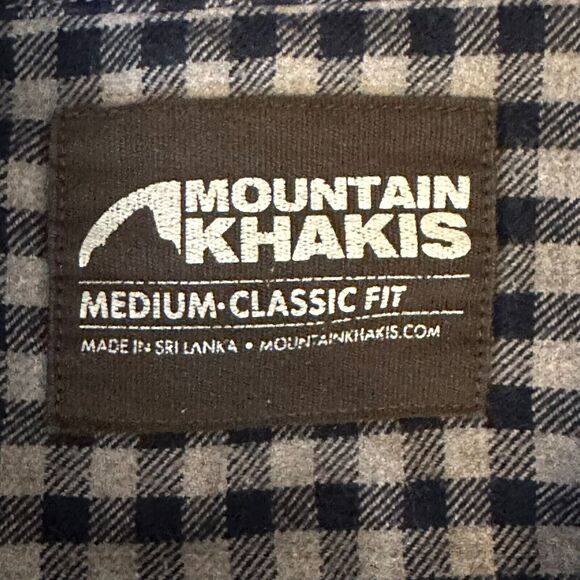 MOUNTAIN
KHAKIS
MEDIUM·CLASSIC FIT
MADE IN SRI LANKA • MOUNTAINKHAKIS.COM